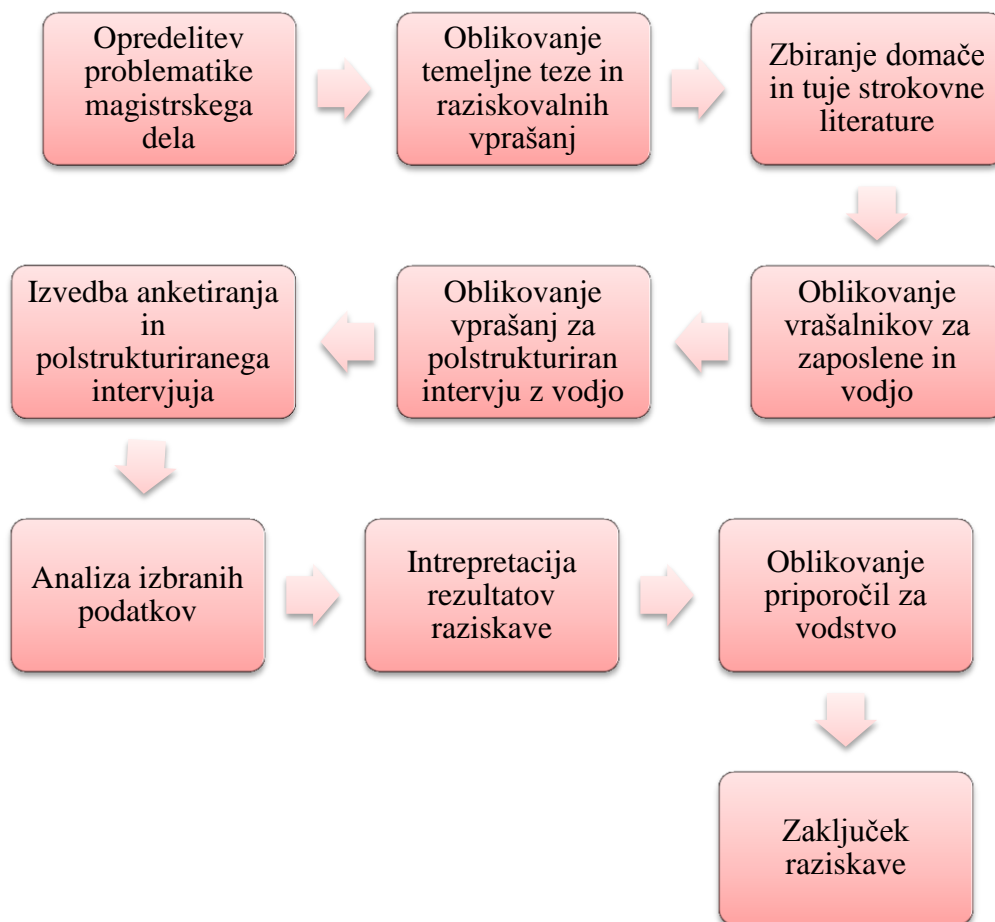 Opredelitev
problematike
magistrskega
dela
Oblikovanje
temeljne teze in
raziskovalnih
vprašanj
Zbiranje domače
in tuje strokovne
literature
Oblikovanje
vrašalnikov za
zaposlene in
vodjo
Oblikovanje
vprašanj za
polstrukturiran
intervju z vodjo
Izvedba anketiranja
in
polstrukturiranega
intervjuja
Analiza izbranih
podatkov
Intrepretacija
rezultatov
raziskave
Oblikovanje
priporočil za
vodstvo
Zaključek
raziskave